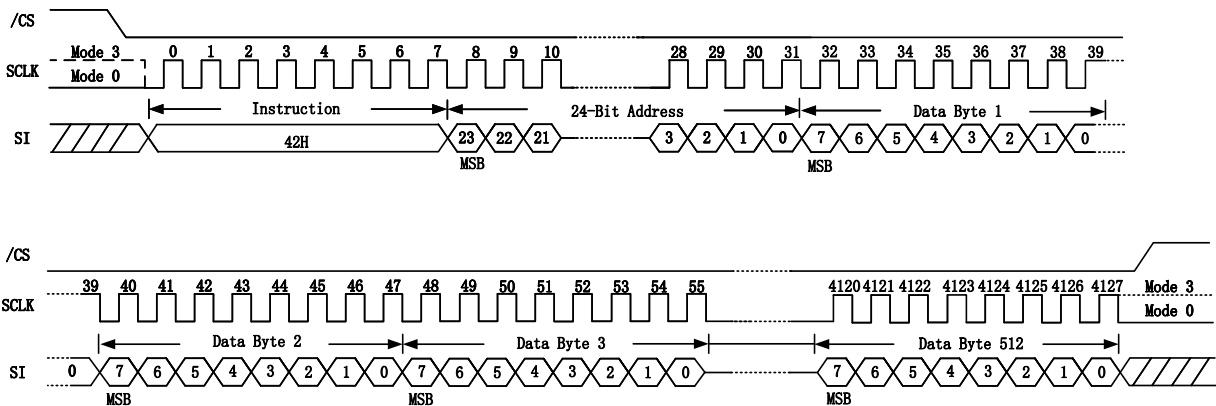 /CS
Mode 3 0 1 2 3 4 5 6 7 8 9 10 28 29 30 31 32 33 34 35 36 37 38 39
SCLK
Mode 0
Instruction 24-Bit Address Data Byte 1
SI 42H 23 22 21 3 2 1 0 7 6 5 4 3 2 1 0
MSB MSB
/CS
39 40 41 42 43 44 45 46 47 48 49 50 51 52 53 54 55 4120 4121 4122 4123 4124 4125 4126 4127 Mode 3
SCLK Mode 0
Data Byte 2 Data Byte 3 Data Byte 512
SI 0 7 6 5 4 3 2 1 0 7 6 5 4 3 2 1 0 7 6 5 4 3 2 1 0
MSB MSB MSB